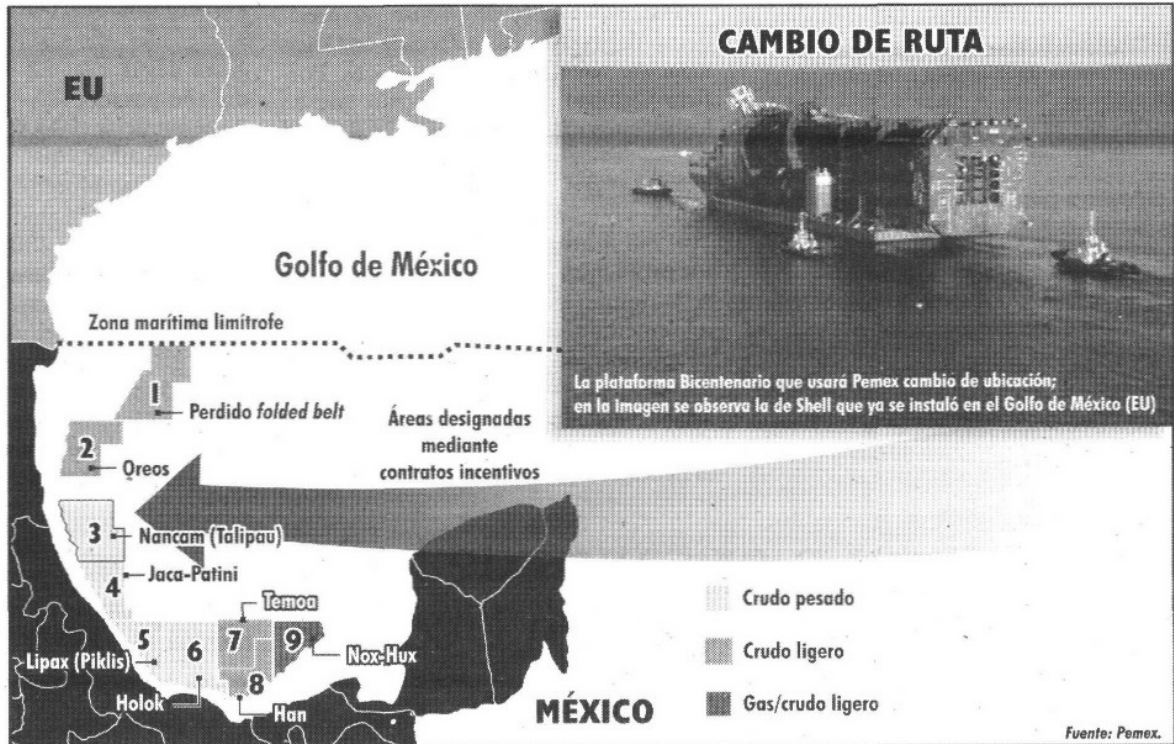 CAMBIO DE RUTA
EU
Golfo de México
Zona marítima limítrofe
La plataforma Bicentenario que usará Pemex cambio de ubicación;
en la Imagen se observa la de Shell que ya se instaló en el Golfo de México (EU)
1
Perdido folded belt
Áreas designadas
mediante
contratos incentivos
2
Oreos
3
Nancam (Talipau)
4
Jaca-Patini
5
Lipax (Piklis)
6
Holok
7
Temoa
8
Han
9
Nox-Hux
Crudo pesado
Crudo ligero
Gas/crudo ligero
MÉXICO
Fuente: Pemex.